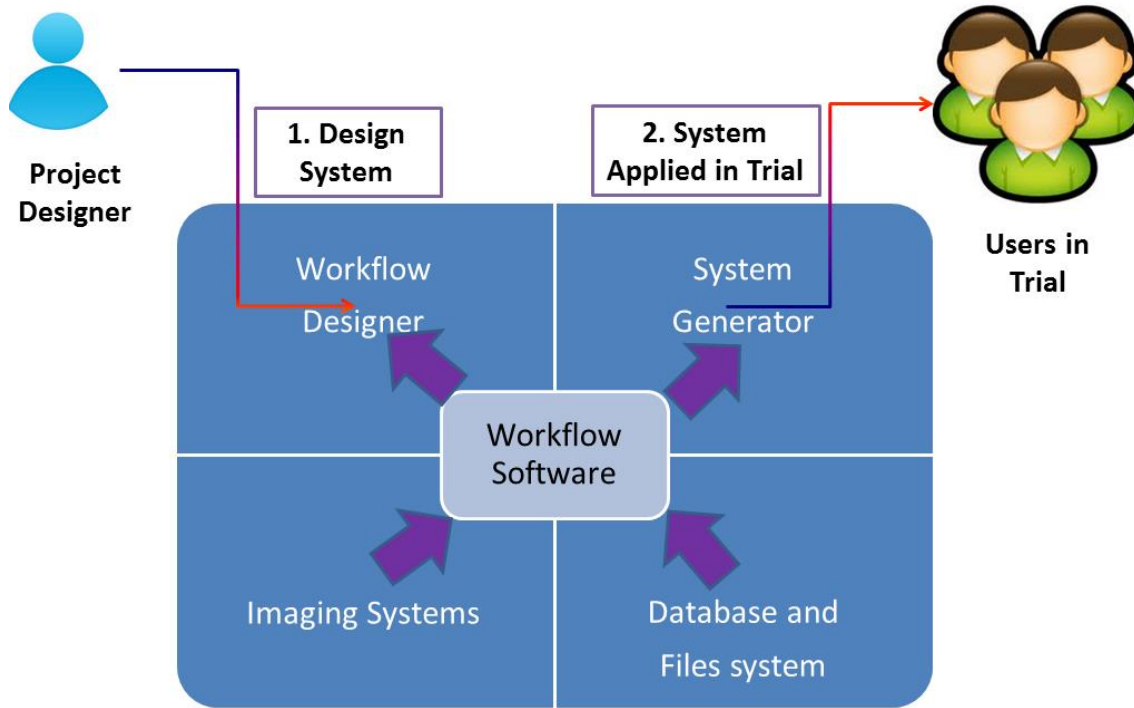 Project
Designer
1. Design
System
2. System
Applied in Trial
Users in
Trial
Workflow
Designer
System
Generator
Workflow
Software
Imaging Systems
Database and
Files system